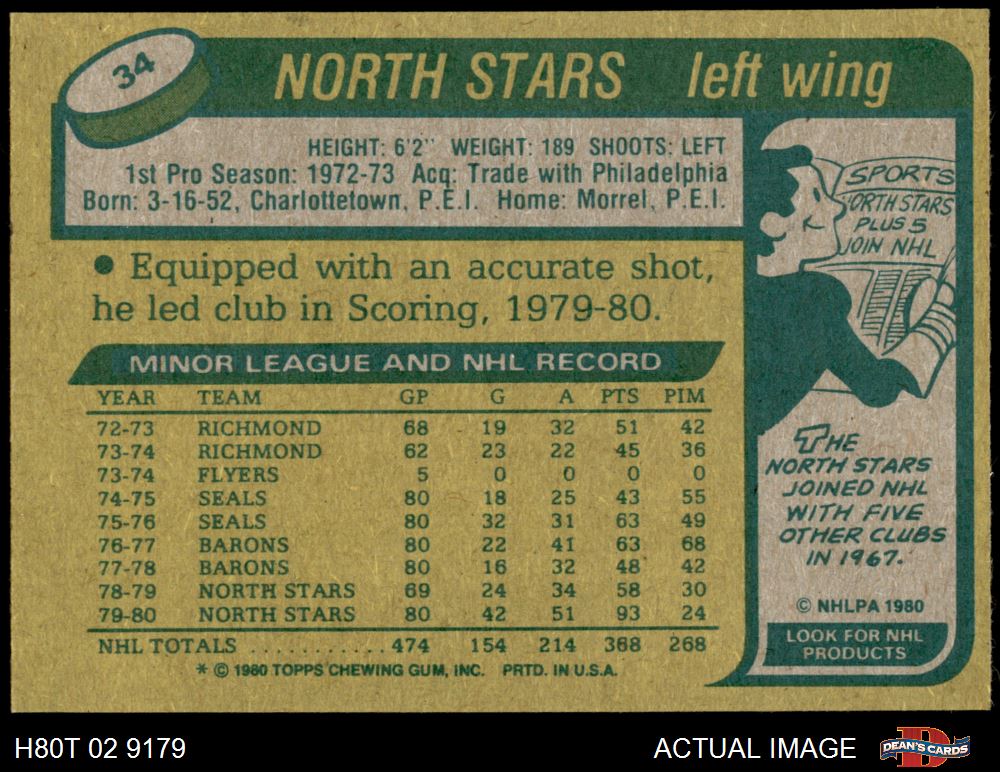 34
NORTH STARS left wing
HEIGHT: 6'2" WEIGHT: 189 SHOOTS: LEFT
1st Pro Season: 1972-73 Acq: Trade with Philadelphia
Born: 3-16-52, Charlottetown, P.E.I. Home: Morrel, P.E.I.
• Equipped with an accurate shot,
he led club in Scoring, 1979-80.
MINOR LEAGUE AND NHL RECORD
YEAR TEAM GP G A PTS PIM
72-73 RICHMOND 68 19 32 51 42
73-74 RICHMOND 62 23 22 45 36
73-74 FLYERS 5 0 0 0 0
74-75 SEALS 80 18 25 43 55
75-76 SEALS 80 32 31 63 49
76-77 BARONS 80 22 41 63 68
77-78 BARONS 80 16 32 48 42
78-79 NORTH STARS 69 24 34 58 30
79-80 NORTH STARS 80 42 51 93 24
NHL TOTALS ........... 474 154 214 368 268
* © 1980 TOPPS CHEWING GUM, INC. PRTD. IN U.S.A.
SPORTS
ORTH STARS
PLUS 5
JOIN NHL
THE
NORTH STARS
JOINED NHL
WITH FIVE
OTHER CLUBS
IN 1967.
© NHLPA 1980
LOOK FOR NHL
PRODUCTS
H80T 02 9179
ACTUAL IMAGE
D
DEAN'S CARDS